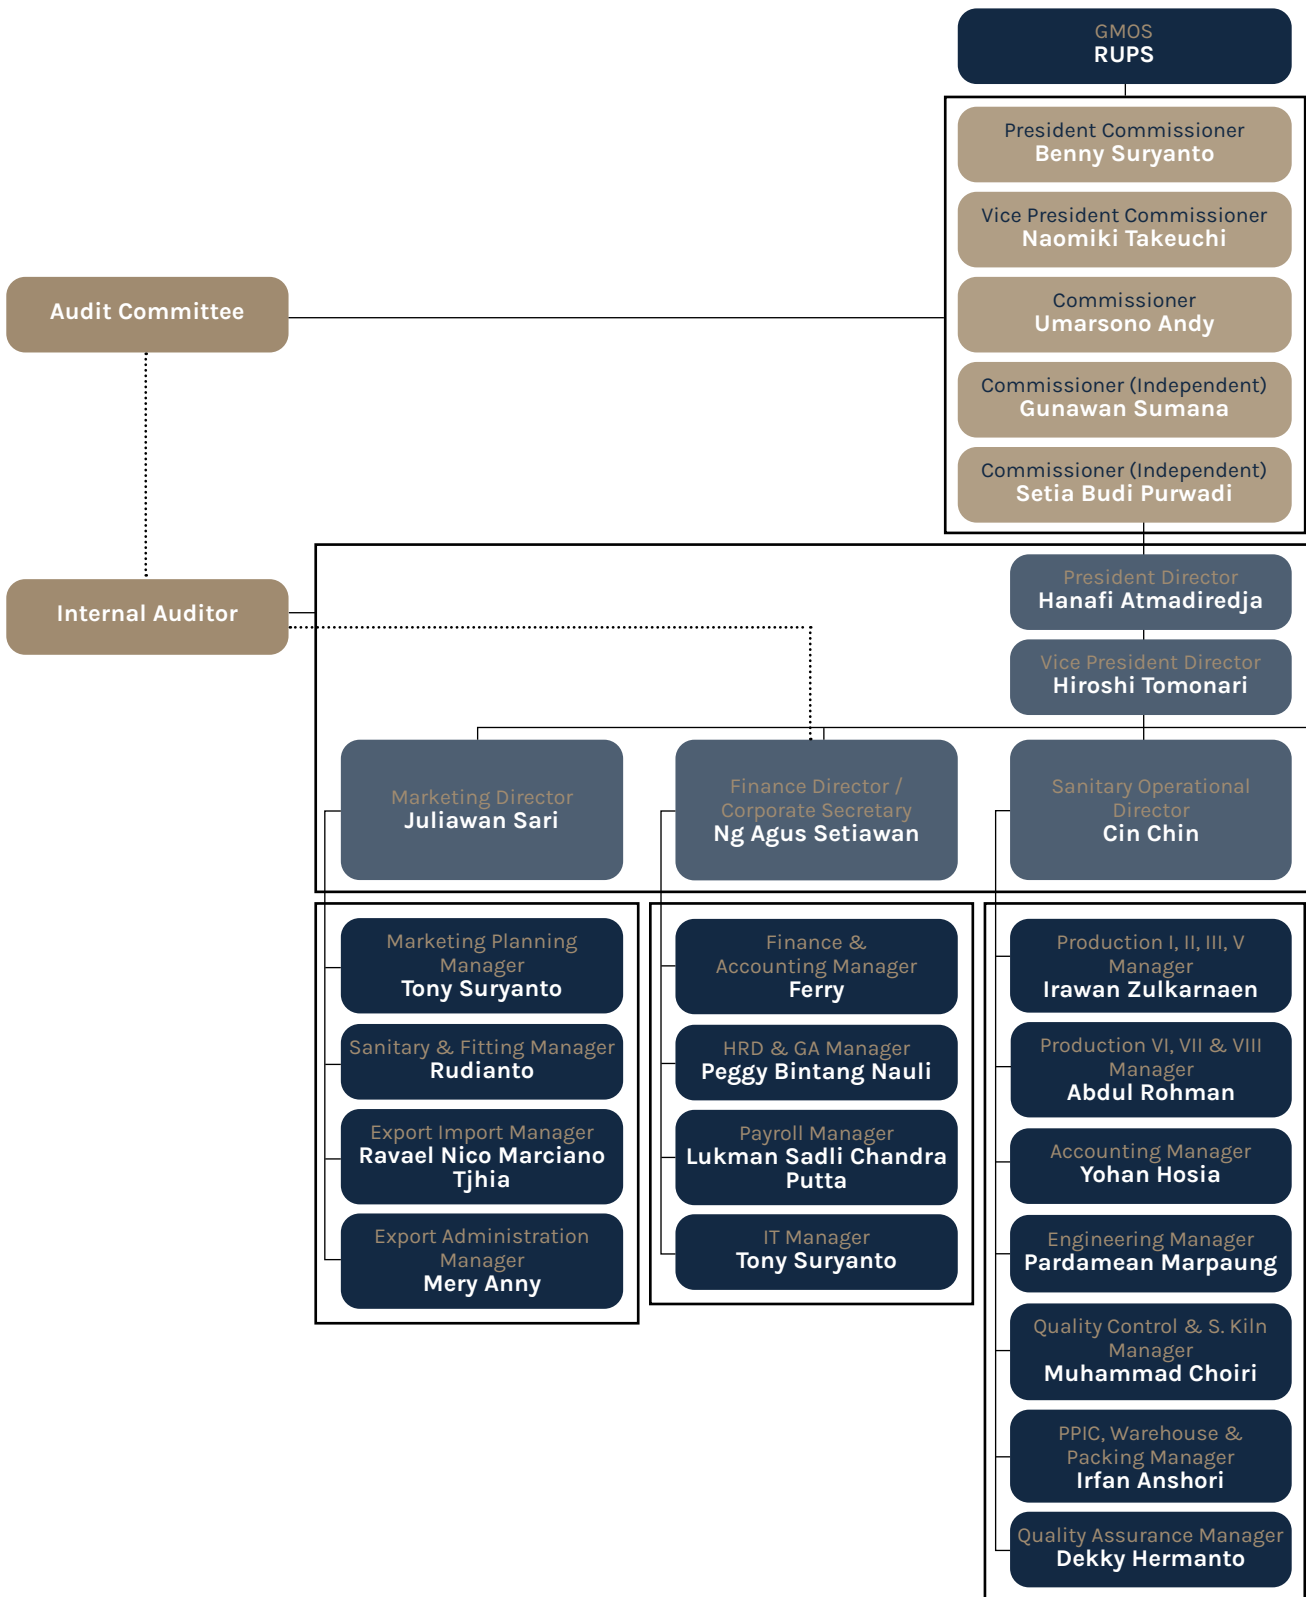 GMOS
RUPS
President Commissioner
Benny Suryanto
Vice President Commissioner
Naomiki Takeuchi
Commissioner
Umarsono Andy
Commissioner (Independent)
Gunawan Sumana
Commissioner (Independent)
Setia Budi Purwadi
Audit Committee
Internal Auditor
President Director
Hanafi Atmadiredja
Vice President Director
Hiroshi Tomonari
Marketing Director
Juliawan Sari
Finance Director /
Corporate Secretary
Ng Agus Setiawan
Sanitary Operational
Director
Cin Chin
Marketing Planning
Manager
Tony Suryanto
Sanitary & Fitting Manager
Rudianto
Export Import Manager
Ravael Nico Marciano
Tjhia
Export Administration
Manager
Mery Anny
Finance &
Accounting Manager
Ferry
HRD & GA Manager
Peggy Bintang Nauli
Payroll Manager
Lukman Sadli Chandra
Putta
IT Manager
Tony Suryanto
Production I, II, III, V
Manager
Irawan Zulkarnaen
Production VI, VII & VIII
Manager
Abdul Rohman
Accounting Manager
Yohan Hosia
Engineering Manager
Pardamean Marpaung
Quality Control & S. Kiln
Manager
Muhammad Choiri
PPIC, Warehouse &
Packing Manager
Irfan Anshori
Quality Assurance Manager
Dekky Hermanto